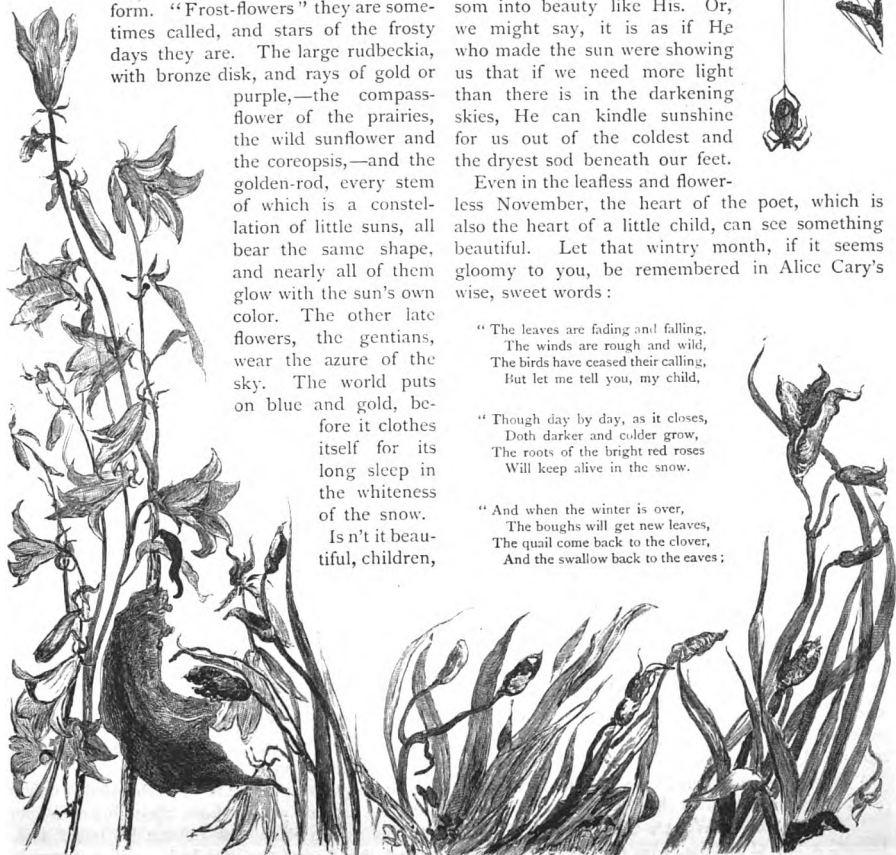 form. “Frost-flowers” they are some-
times called, and stars of the frosty
days they are. The large rudbeckia,
with bronze disk, and rays of gold or
purple,—the compass-
flower of the prairies,
the wild sunflower and
the coreopsis,—and the
golden-rod, every stem
of which is a constel-
lation of little suns, all
bear the same shape,
and nearly all of them
glow with the sun's own
color. The other late
flowers, the gentians,
wear the azure of the
sky. The world puts
on blue and gold, be-
fore it clothes
itself for its
long sleep in
the whiteness
of the snow.
Is n't it beau-
tiful, children,
som into beauty like His. Or,
we might say, it is as if He
who made the sun were showing
us that if we need more light
than there is in the darkening
skies, He can kindle sunshine
for us out of the coldest and
the dryest sod beneath our feet.
Even in the leafless and flower-
less November, the heart of the poet, which is
also the heart of a little child, can see something
beautiful. Let that wintry month, if it seems
gloomy to you, be remembered in Alice Cary's
wise, sweet words:
“ The leaves are fading and falling,
The winds are rough and wild,
The birds have ceased their calling,
But let me tell you, my child,
“ Though day by day, as it closes,
Doth darker and colder grow,
The roots of the bright red roses
Will keep alive in the snow.
“ And when the winter is over,
The boughs will get new leaves,
The quail come back to the clover,
And the swallow back to the eaves;